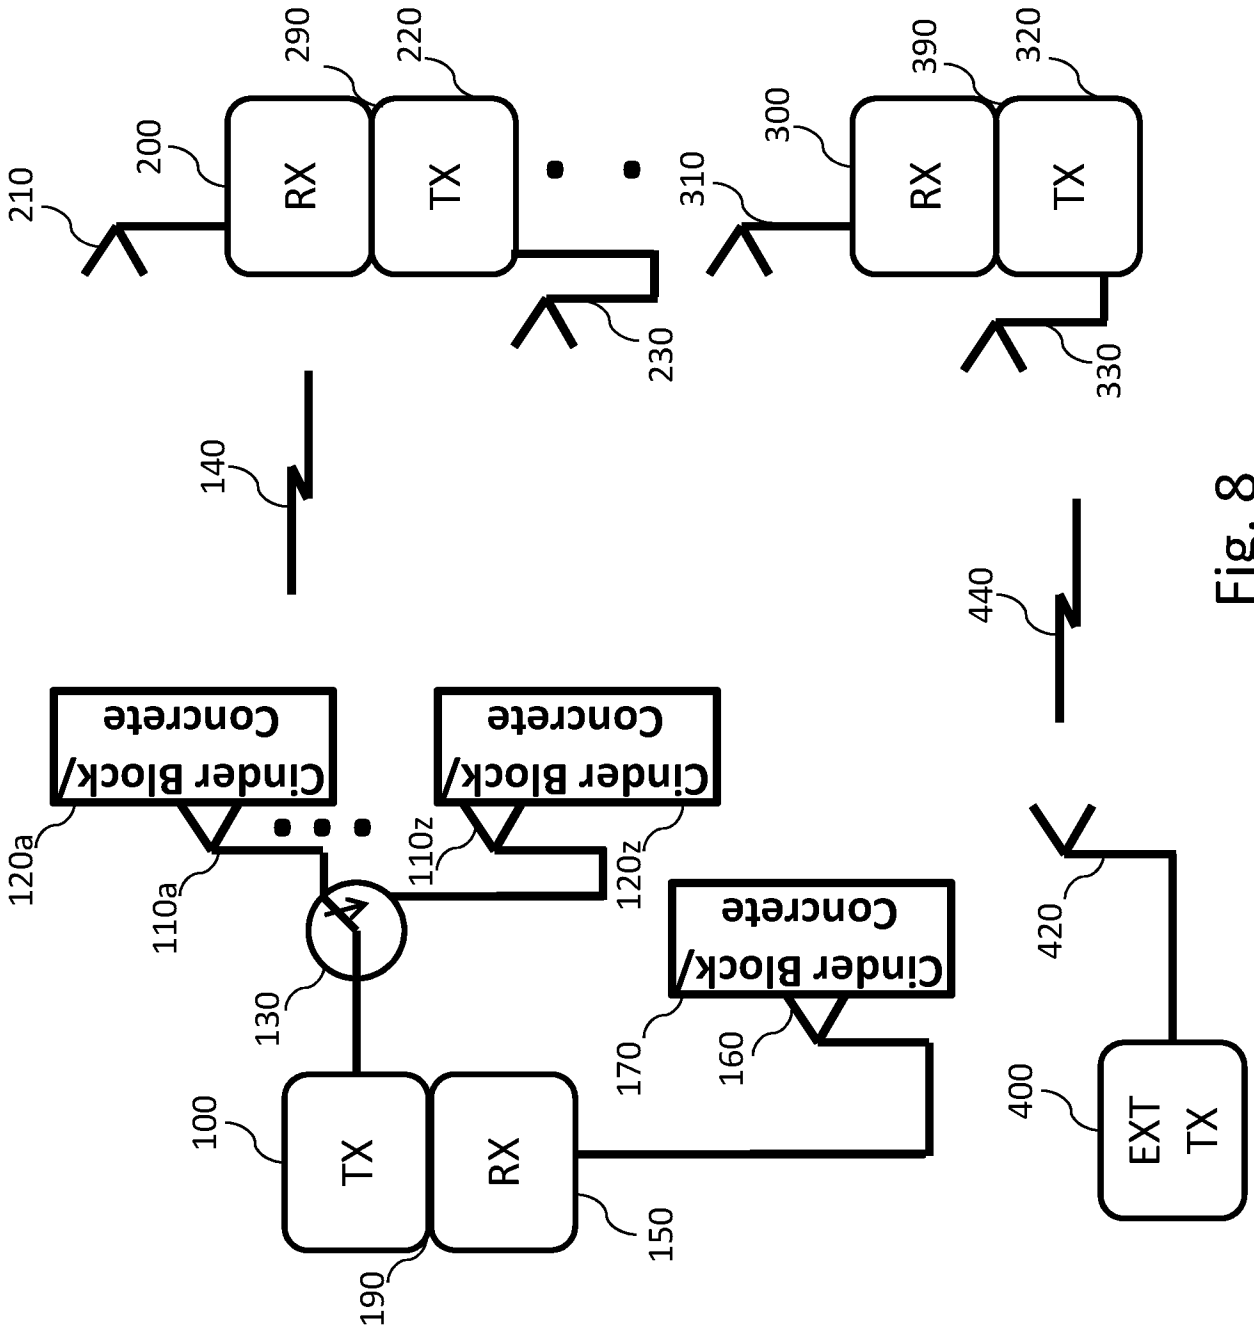 210
200
RX
290
TX
220
230
140
310
300
RX
390
TX
320
330
120a
Cinder Block/
Concrete
110a
110z
120z
Cinder Block/
Concrete
130
100
TX
190
RX
150
170
160
Cinder Block/
Concrete
440
420
400
EXT
TX
Fig. 8